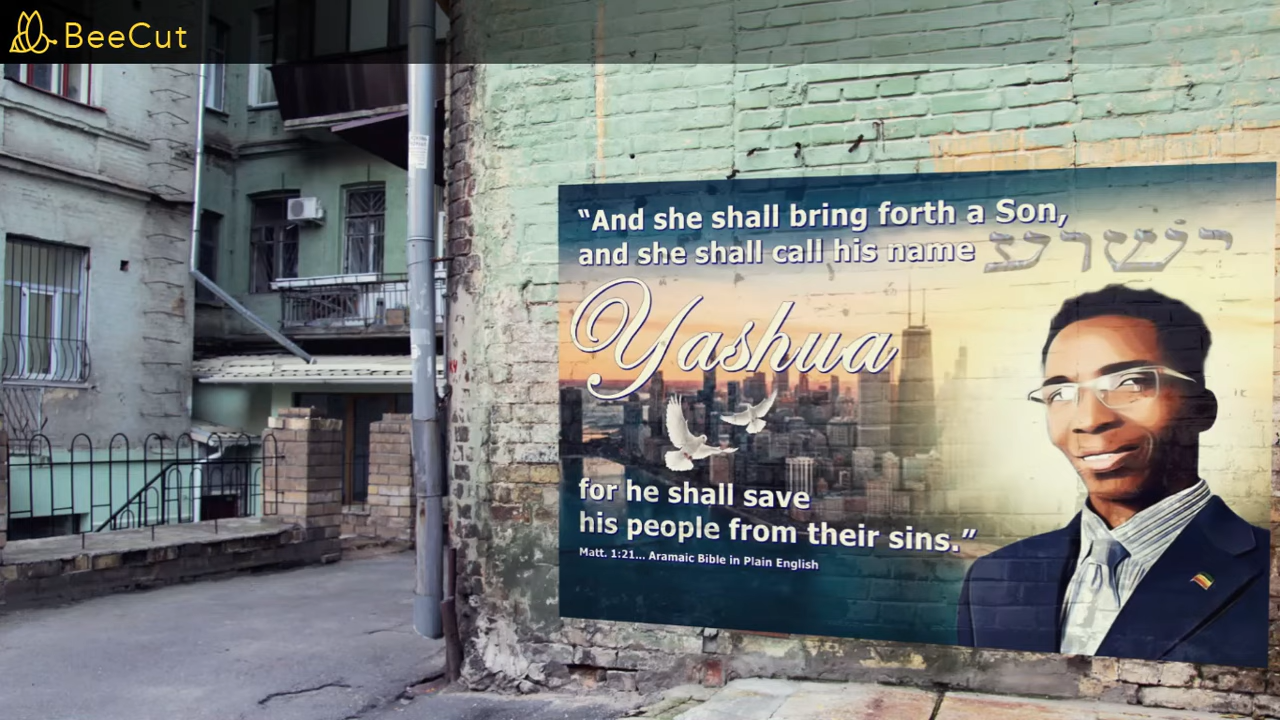 BeeCut
“And she shall bring forth a Son,
and she shall call his name ישוע
Yashua
for he shall save
his people from their sins.”
Matt. 1:21... Aramaic Bible in Plain English